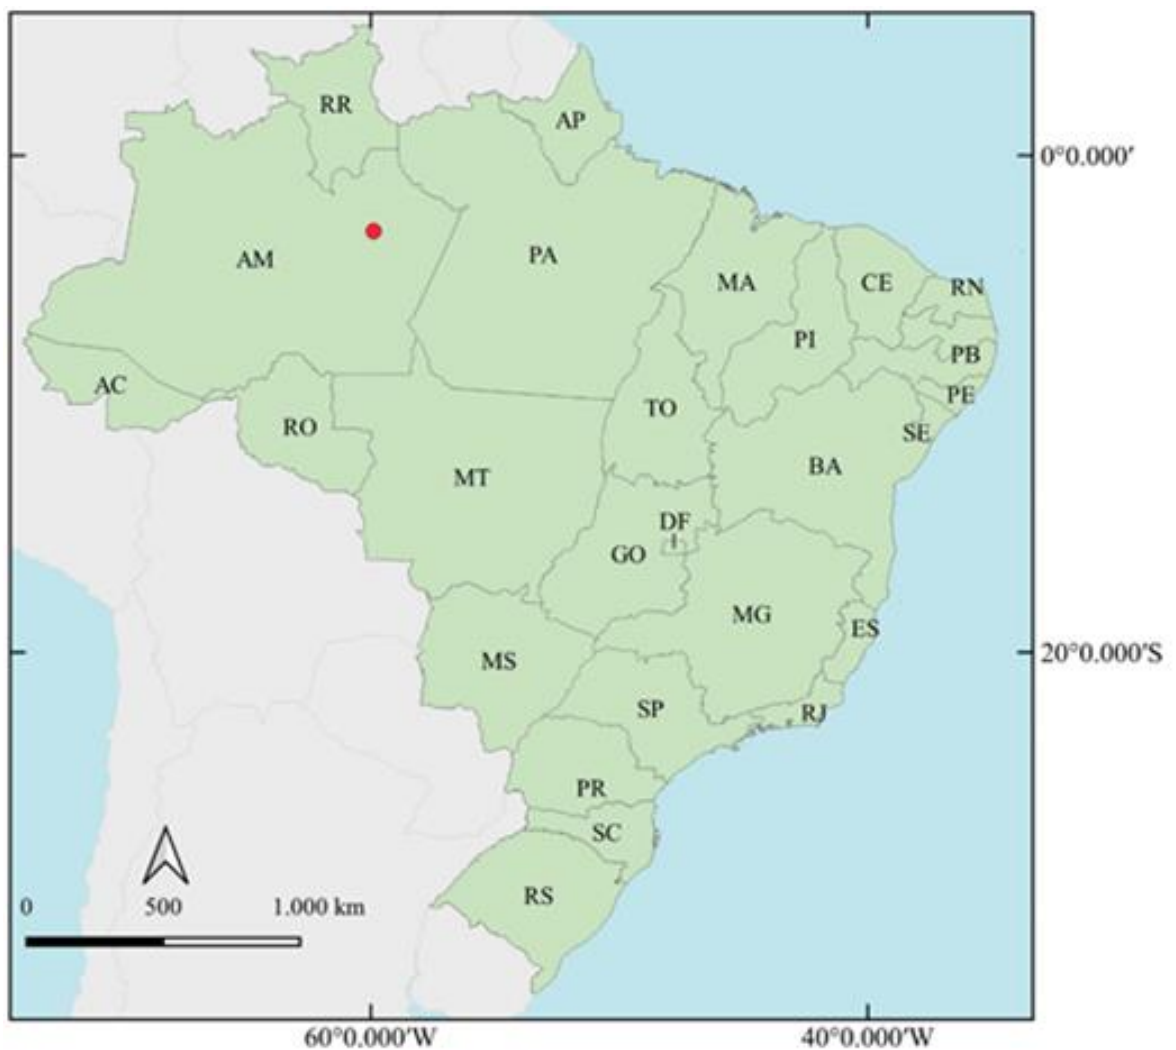 RR
AP
0°0.000′
AM
PA
MA
CE
RN
PI
PB
AC
PE
TO
RO
SE
BA
MT
DF
GO
MG
ES
20°0.000′S
MS
SP
RJ
PR
SC
RS
0 500 1.000 km
60°0.000′W 40°0.000′W